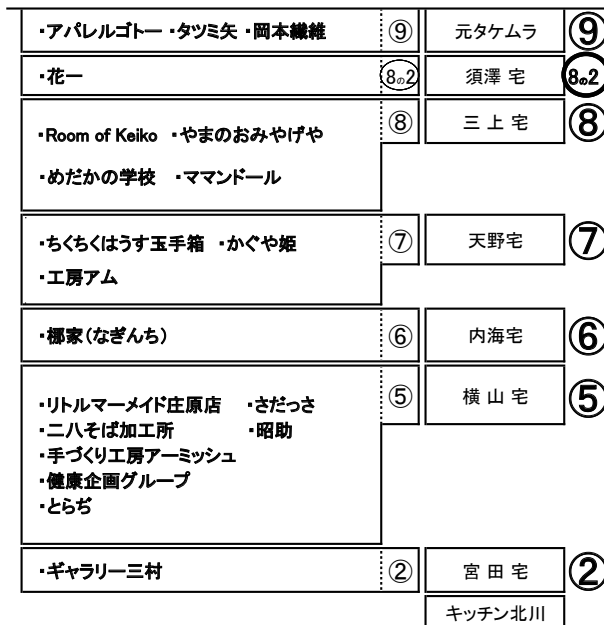 ・アパレルゴトー ・タツミ矢 ・岡本繊維 ⑨ 元タケムラ ⑨
・花一 8の2 須澤 宅 8の2
⑧ 三 上 宅 ⑧
・Room of Keiko ・やまのおみやげや
・めだかの学校 ・ママンドール
・ちくちくはうす玉手箱 ・かぐや姫 ⑦ 天野宅 ⑦
・工房アム
・梛家(なぎんち) ⑥ 内海宅 ⑥
⑤ 横 山 宅 ⑤
・リトルマーメイド庄原店 ・さだっさ
・二八そば加工所 ・昭助
・手づくり工房アーミッシュ
・健康企画グループ
・とらぢ
・ギャラリー三村 ② 宮 田 宅 ②
キッチン北川